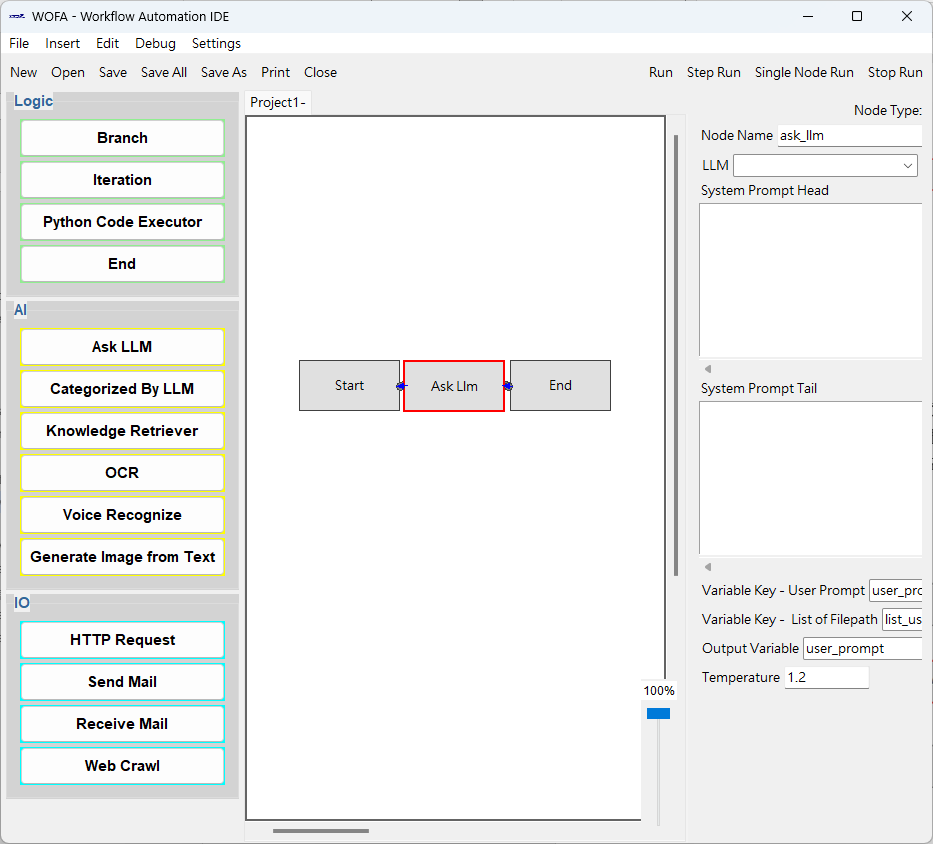 WOFA - Workflow Automation IDE
File Insert Edit Debug Settings
New Open Save Save All Save As Print Close Run Step Run Single Node Run Stop Run
Logic
Branch
Iteration
Python Code Executor
End
AI
Ask LLM
Categorized By LLM
Knowledge Retriever
OCR
Voice Recognize
Generate Image from Text
IO
HTTP Request
Send Mail
Receive Mail
Web Crawl
Project1-
Start Ask Llm End
100%
Node Type:
Node Name ask_llm
LLM
System Prompt Head
System Prompt Tail
Variable Key - User Prompt user_pro
Variable Key - List of Filepath list_us
Output Variable user_prompt
Temperature 1.2